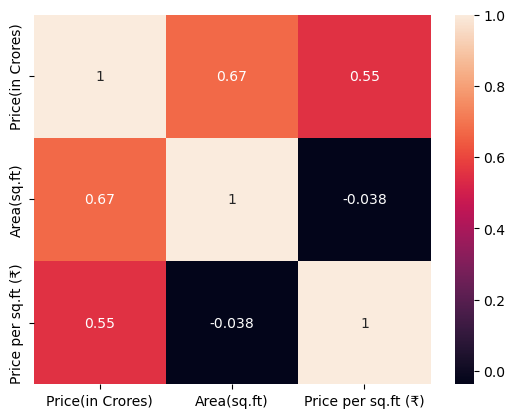 Price(in Crores)
1
0.67
0.55
Area(sq.ft)
0.67
1
-0.038
Price per sq.ft (₹)
0.55
-0.038
1
Price(in Crores)
Area(sq.ft)
Price per sq.ft (₹)
1.0
0.8
0.6
0.4
0.2
0.0